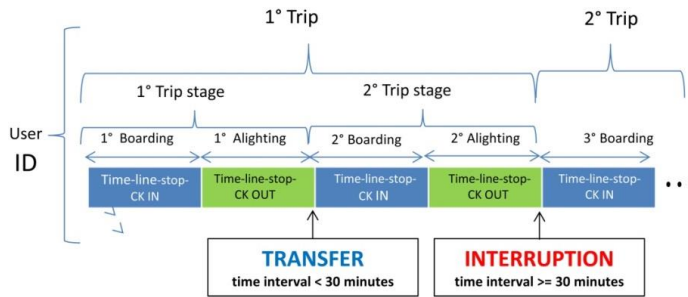 1° Trip
2° Trip
1° Trip stage
2° Trip stage
User
ID
1° Boarding
1° Alighting
2° Boarding
2° Alighting
3° Boarding
Time-line-stop-
CK IN
Time-line-stop-
CK OUT
Time-line-stop-
CK IN
Time-line-stop-
CK OUT
Time-line-stop-
CK IN
..
TRANSFER
time interval < 30 minutes
INTERRUPTION
time interval >= 30 minutes